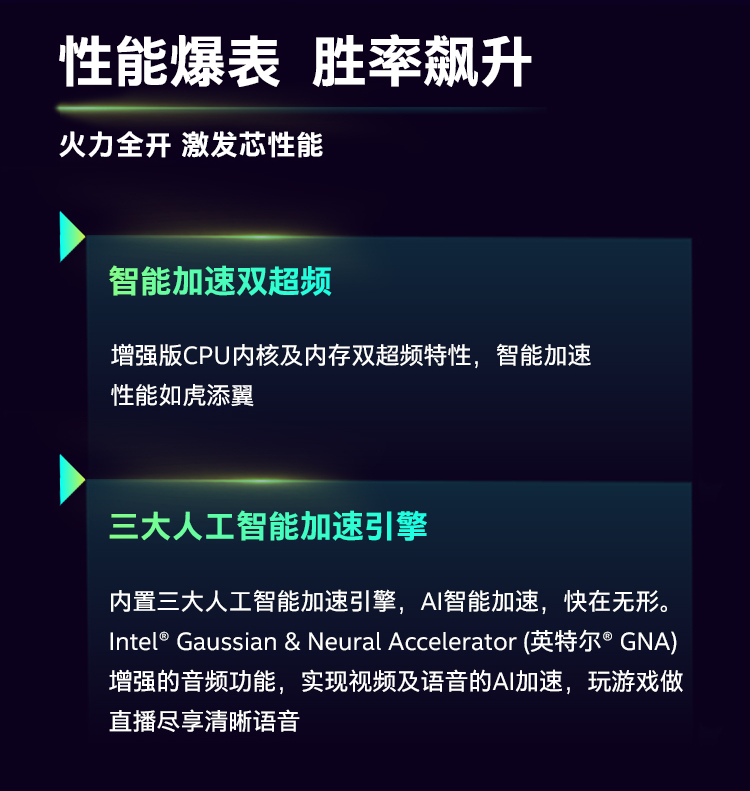 性能爆表 胜率飙升
火力全开 激发芯性能
智能加速双超频
增强版CPU内核及内存双超频特性，智能加速
性能如虎添翼
三大人工智能加速引擎
内置三大人工智能加速引擎，AI智能加速，快在无形。
Intel® Gaussian & Neural Accelerator (英特尔® GNA)
增强的音频功能，实现视频及语音的AI加速，玩游戏做
直播尽享清晰语音